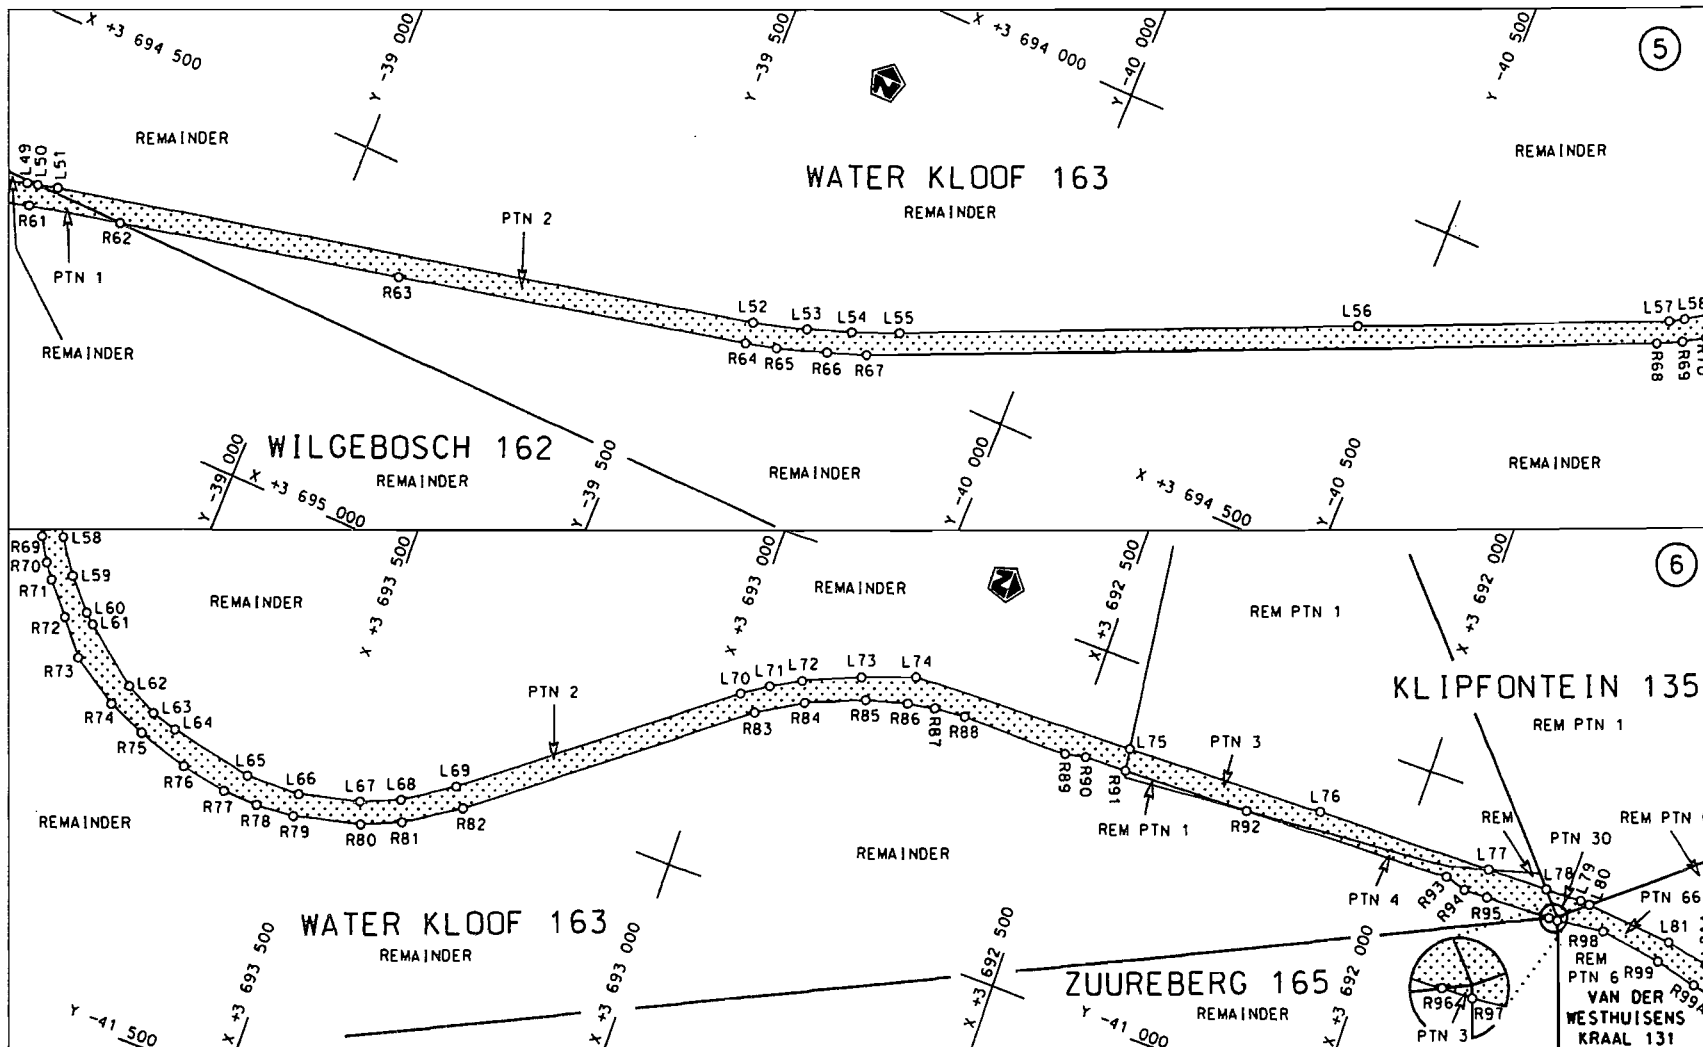 X +3 694 500
Y -39 000
Y -39 500
X +3 694 000
Y -40 000
Y -40 500
5
N
REMAINDER
REMAINDER
WATER KLOOF 163
REMAINDER
L49
L50
L51
R61
R62
PTN 1
PTN 2
R63
REMAINDER
L52
L53
L54
L55
L56
L57
L58
R64
R65
R66
R67
R68
R69
R70
WILGEBOSCH 162
REMAINDER
REMAINDER
REMAINDER
Y -39 000
X +3 695 000
Y -39 500
Y -40 000
X +3 694 500
Y -40 500
6
N
X +3 693 500
X +3 693 000
X +3 692 500
X +3 692 000
REMAINDER
REMAINDER
REM PTN 1
KLIPFONTEIN 135
REM PTN 1
R69
R70
R71
R72
R73
R74
R75
R76
R77
R78
R79
R80
R81
R82
L58
L59
L60
L61
L62
L63
L64
L65
L66
L67
L68
L69
PTN 2
L70
L71
L72
L73
L74
R83
R84
R85
R86
R87
R88
R89
R90
R91
L75
PTN 3
L76
REM PTN 1
R92
PTN 4
L77
REM
PTN 30
REM PTN
L78
L79
L80
PTN 66
L81
R93
R94
R95
R98
R99
R99A
REM
PTN 6
VAN DER
WESTHUISENS
KRAAL 131
REMAINDER
REMAINDER
WATER KLOOF 163
REMAINDER
ZUUREBERG 165
REMAINDER
R96
R97
PTN 3
Y -41 500
X +3 693 500
X +3 693 000
X +3 692 500
Y -41 000
X +3 692 000